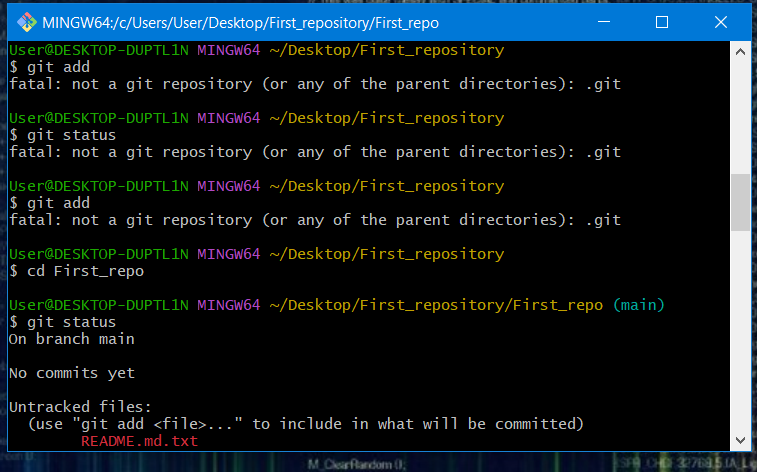 MINGW64:/c/Users/User/Desktop/First_repository/First_repo
User@DESKTOP-DUPTL1N MINGW64 ~/Desktop/First_repository
$ git add
fatal: not a git repository (or any of the parent directories): .git
User@DESKTOP-DUPTL1N MINGW64 ~/Desktop/First_repository
$ git status
fatal: not a git repository (or any of the parent directories): .git
User@DESKTOP-DUPTL1N MINGW64 ~/Desktop/First_repository
$ git add
fatal: not a git repository (or any of the parent directories): .git
User@DESKTOP-DUPTL1N MINGW64 ~/Desktop/First_repository
$ cd First_repo
User@DESKTOP-DUPTL1N MINGW64 ~/Desktop/First_repository/First_repo (main)
$ git status
On branch main
No commits yet
Untracked files:
(use "git add <file>..." to include in what will be committed)
README.md.txt
M_ClearRandom ();